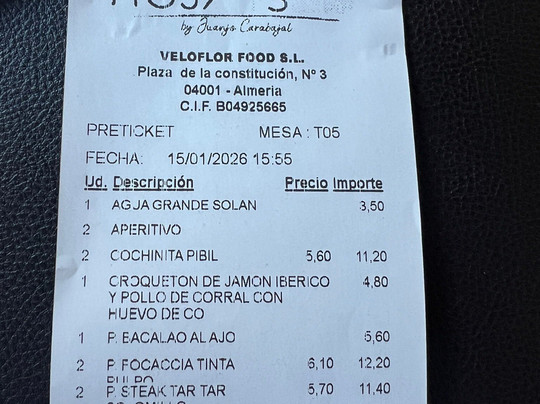 by Juanjo Carabajal
VELOFLOR FOOD S.L.
Plaza de la constitución, Nº 3
04001 - Almeria
C.I.F. B04925665
PRETICKET MESA : T05
FECHA: 15/01/2026 15:55
Ud. Descripción Precio Importe
1 AGUA GRANDE SOLAN 3,50
2 APERITIVO
2 COCHINITA PIBIL 5,60 11,20
1 CROQUETON DE JAMON IBERICO 4,80
Y POLLO DE CORRAL CON
HUEVO DE CO
1 P. BACALAO AL AJO 5,60
2 P. FOCACCIA TINTA 6,10 12,20
PULPO
2 P. STEAK TAR TAR 5,70 11,40